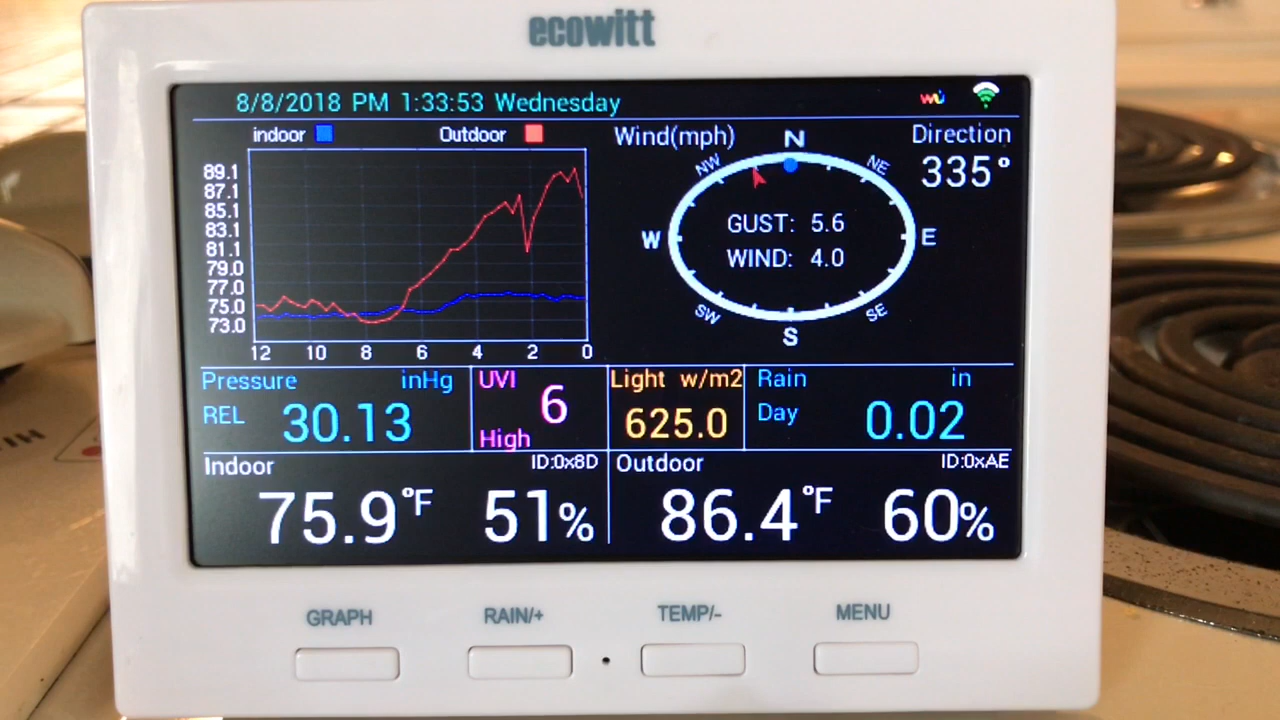 ecowitt
8/8/2018 PM 1:33:53 Wednesday
wu
indoor Outdoor
89.1
87.1
85.1
83.1
81.1
79.0
77.0
75.0
73.0
12 10 8 6 4 2 0
Wind(mph)
Direction
335°
N
NW NE
GUST: 5.6
W E
WIND: 4.0
SW SE
S
Pressure inHg
REL 30.13
UVI
6
High
Light w/m2
625.0
Rain in
Day 0.02
Indoor ID:0x8D
75.9°F 51%
Outdoor ID:0xAE
86.4°F 60%
GRAPH RAIN/+ TEMP/- MENU